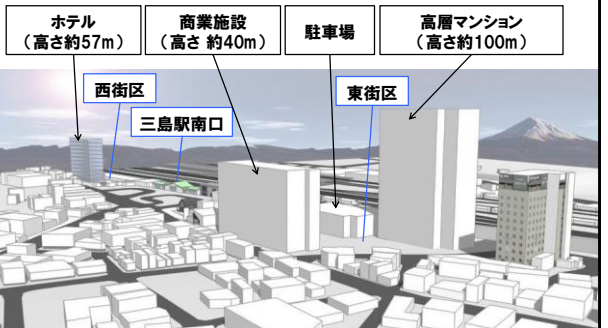 ホテル
（高さ約57m）
商業施設
（高さ 約40m）
駐車場
高層マンション
（高さ約100m）
西街区
三島駅南口
東街区